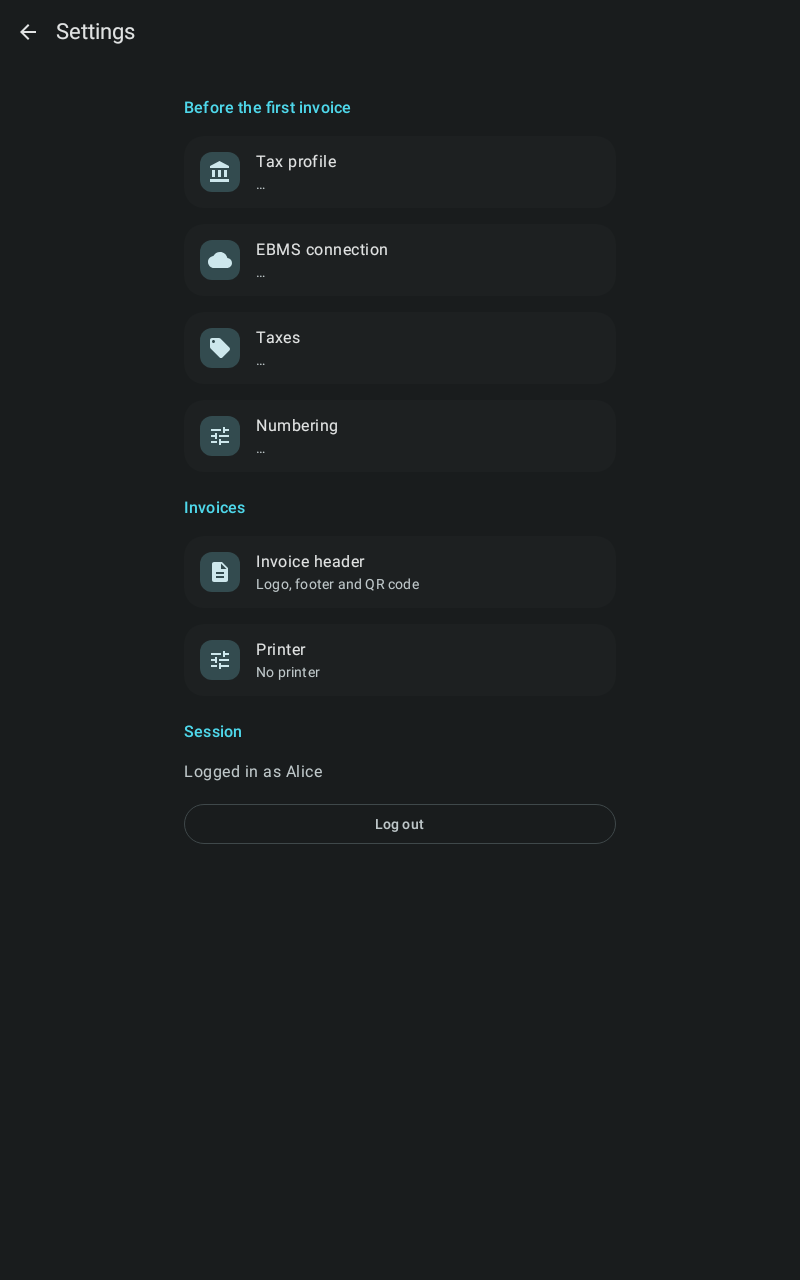 Settings
Before the first invoice
Tax profile
…
EBMS connection
…
Taxes
…
Numbering
…
Invoices
Invoice header
Logo, footer and QR code
Printer
No printer
Session
Logged in as Alice
Log out